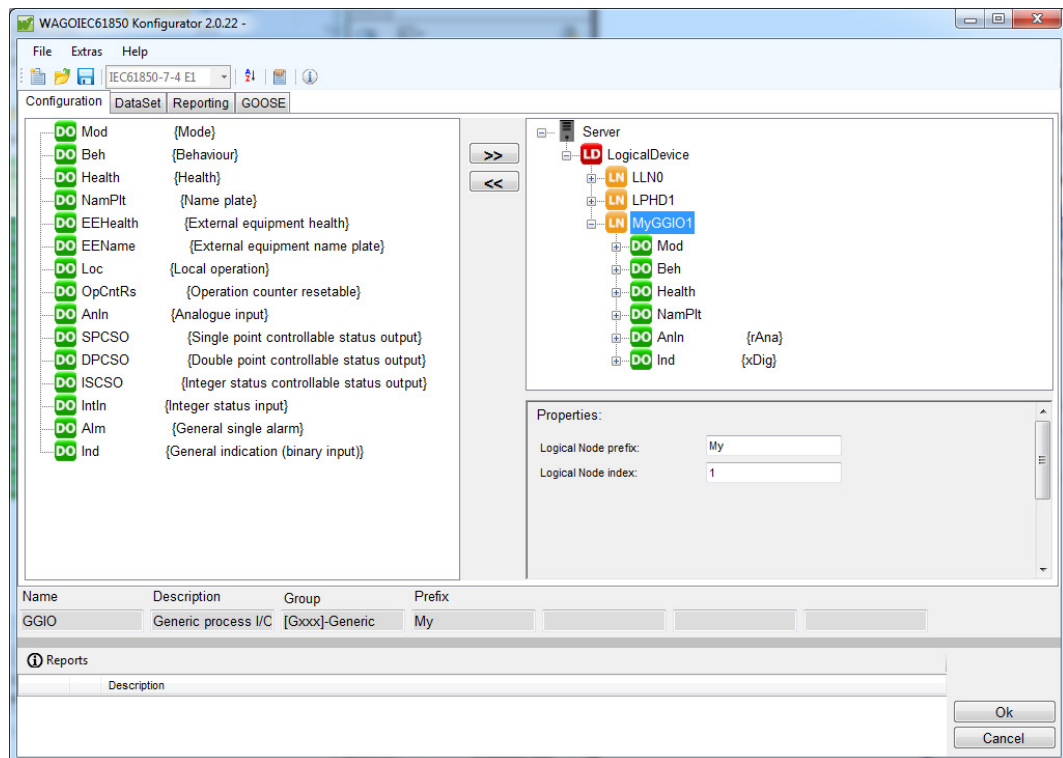 WAGOIEC61850 Konfigurator 2.0.22 -
File Extras Help
IEC61850-7-4 E1
Configuration DataSet Reporting GOOSE
DO Mod {Mode}
DO Beh {Behaviour}
DO Health {Health}
DO NamPlt {Name plate}
DO EEHealth {External equipment health}
DO EEName {External equipment name plate}
DO Loc {Local operation}
DO OpCntRs {Operation counter resetable}
DO AnIn {Analogue input}
DO SPCSO {Single point controllable status output}
DO DPCSO {Double point controllable status output}
DO ISCSO {Integer status controllable status output}
DO IntIn {Integer status input}
DO Alm {General single alarm}
DO Ind {General indication (binary input)}
>>
<<
Server
LD LogicalDevice
LN LLN0
LN LPHD1
LN MyGGIO1
DO Mod
DO Beh
DO Health
DO NamPlt
DO AnIn {rAna}
DO Ind {xDig}
Properties:
Logical Node prefix: My
Logical Node index: 1
Name Description Group Prefix
GGIO Generic process I/O [Gxxx]-Generic My
Reports
Description
Ok
Cancel